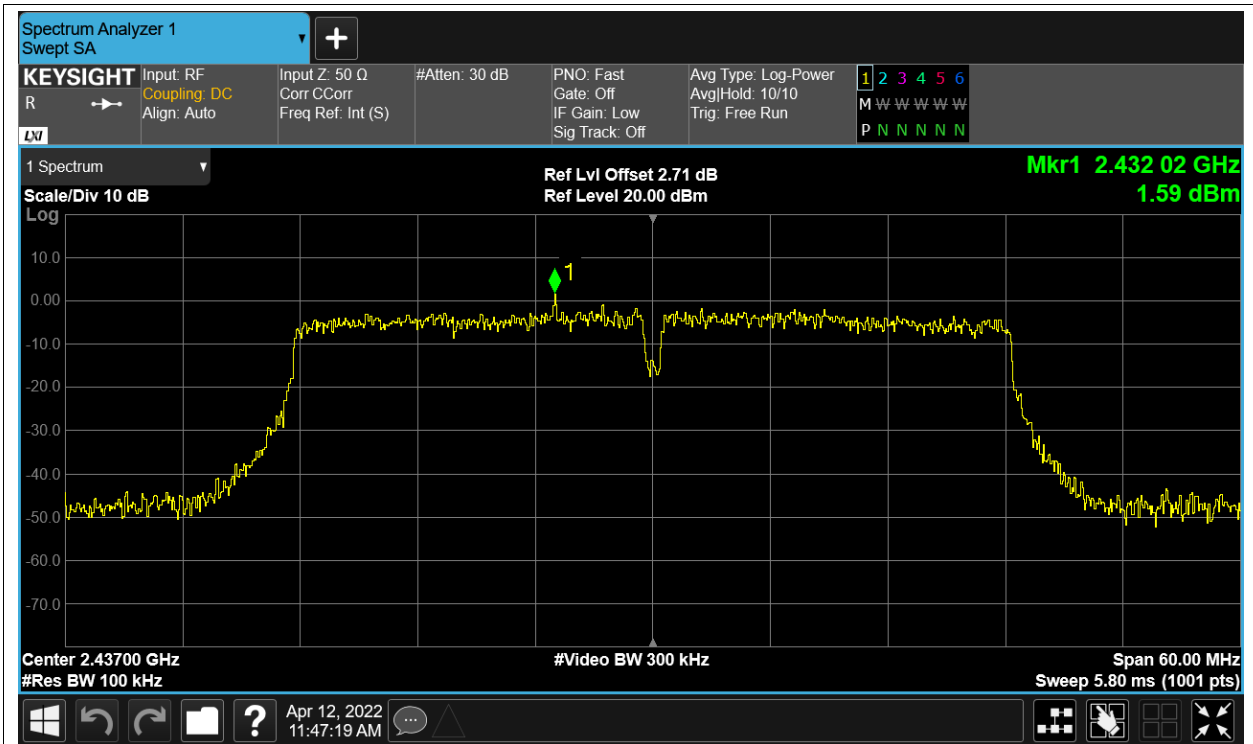 Spectrum Analyzer 1
Swept SA
KEYSIGHT
R
LXI
Input: RF
Coupling: DC
Align: Auto
Input Z: 50 Ω
Corr CCorr
Freq Ref: Int (S)
#Atten: 30 dB
PNO: Fast
Gate: Off
IF Gain: Low
Sig Track: Off
Avg Type: Log-Power
Avg|Hold: 10/10
Trig: Free Run
1 2 3 4 5 6
M W W W W W
P N N N N N
1 Spectrum
Scale/Div 10 dB
Log
Ref Lvl Offset 2.71 dB
Ref Level 20.00 dBm
Mkr1 2.432 02 GHz
1.59 dBm
1
10.0
0.00
-10.0
-20.0
-30.0
-40.0
-50.0
-60.0
-70.0
Center 2.43700 GHz
#Res BW 100 kHz
#Video BW 300 kHz
Span 60.00 MHz
Sweep 5.80 ms (1001 pts)
?
Apr 12, 2022
11:47:19 AM